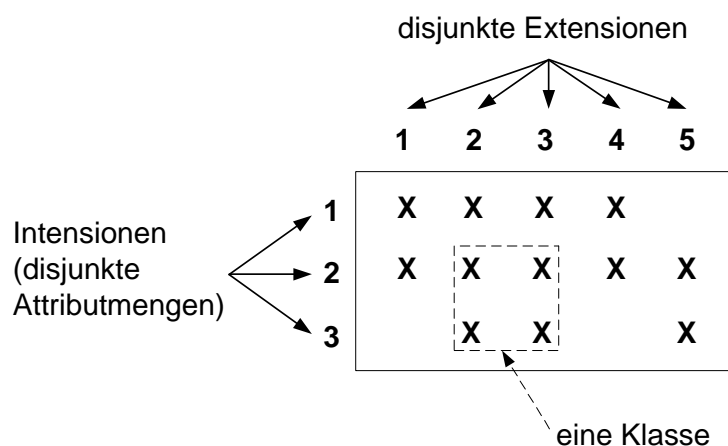 disjunkte Extensionen
1 2 3 4 5
1 X X X X
Intensionen
(disjunkte
Attributmengen)
2 X X X X X
3 X X X
eine Klasse